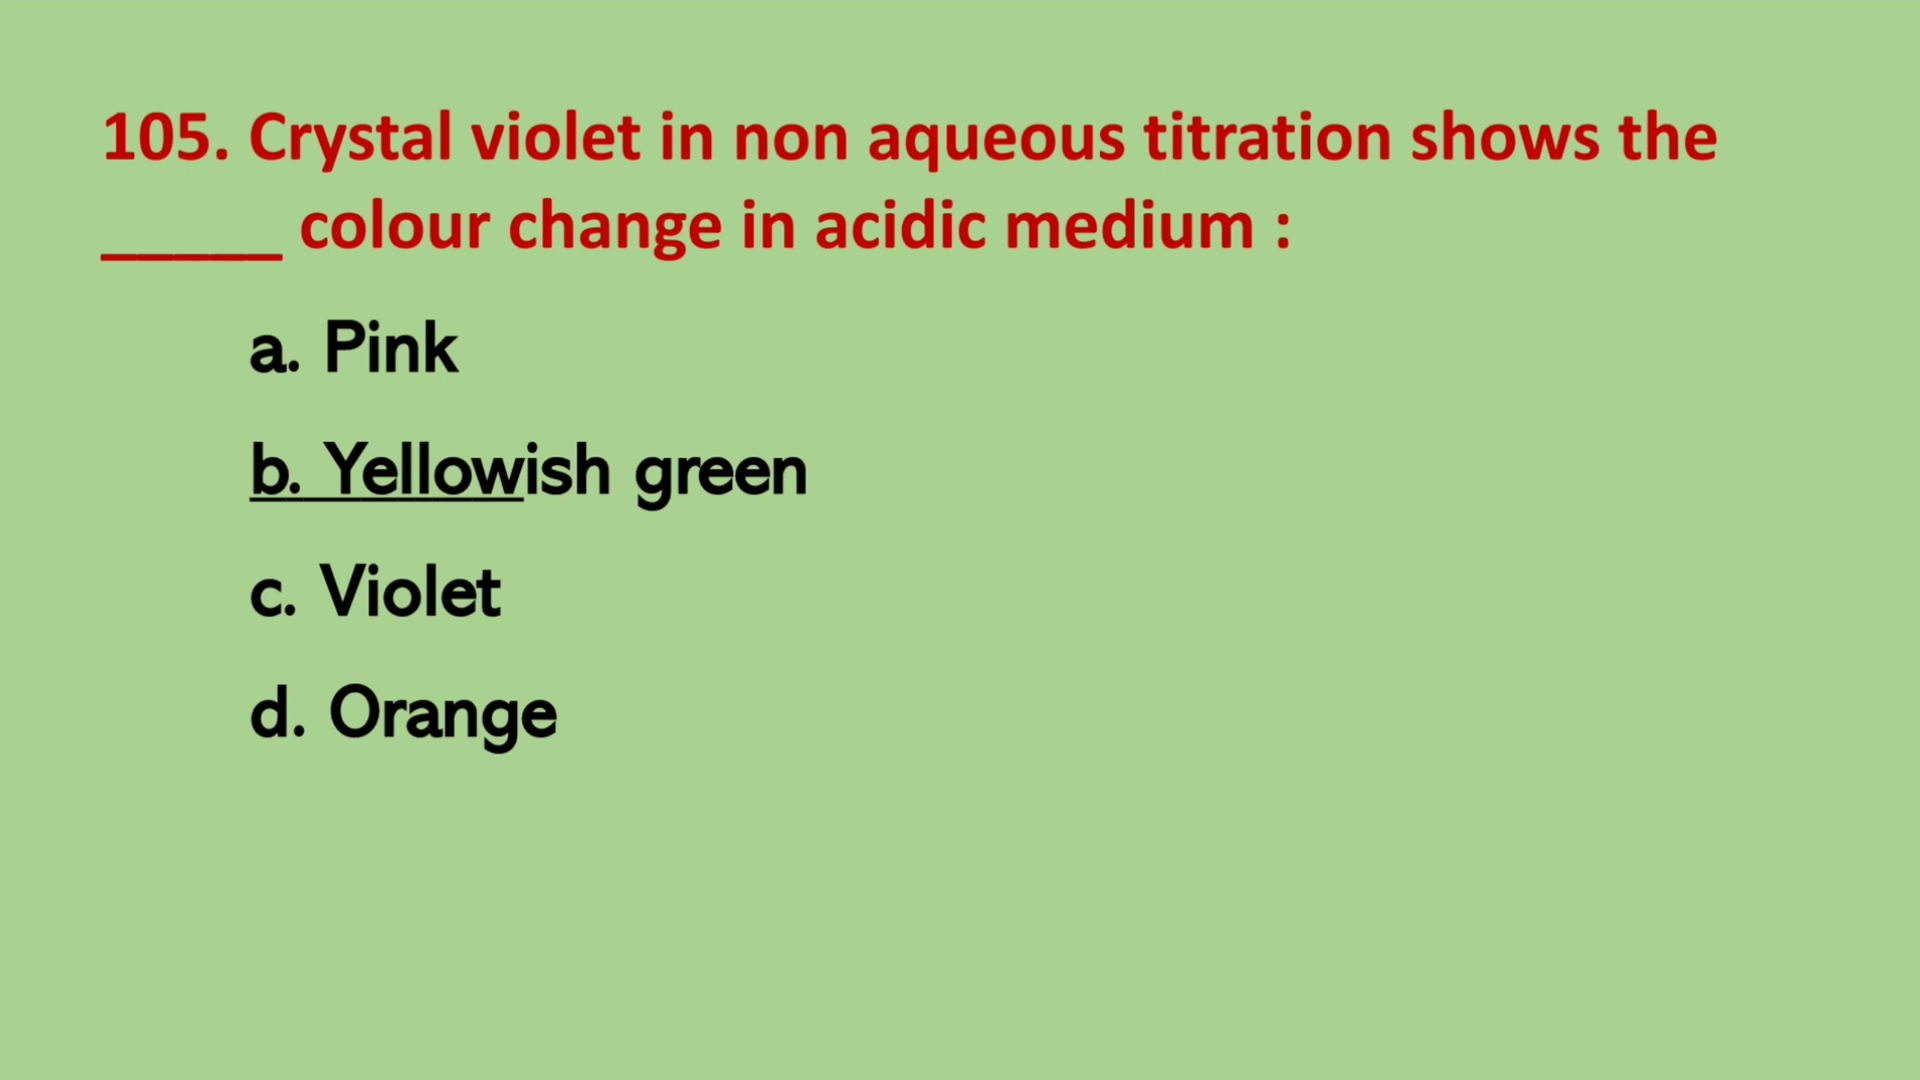 105. Crystal violet in non aqueous titration shows the
_____ colour change in acidic medium :
a. Pink
b. Yellowish green
c. Violet
d. Orange